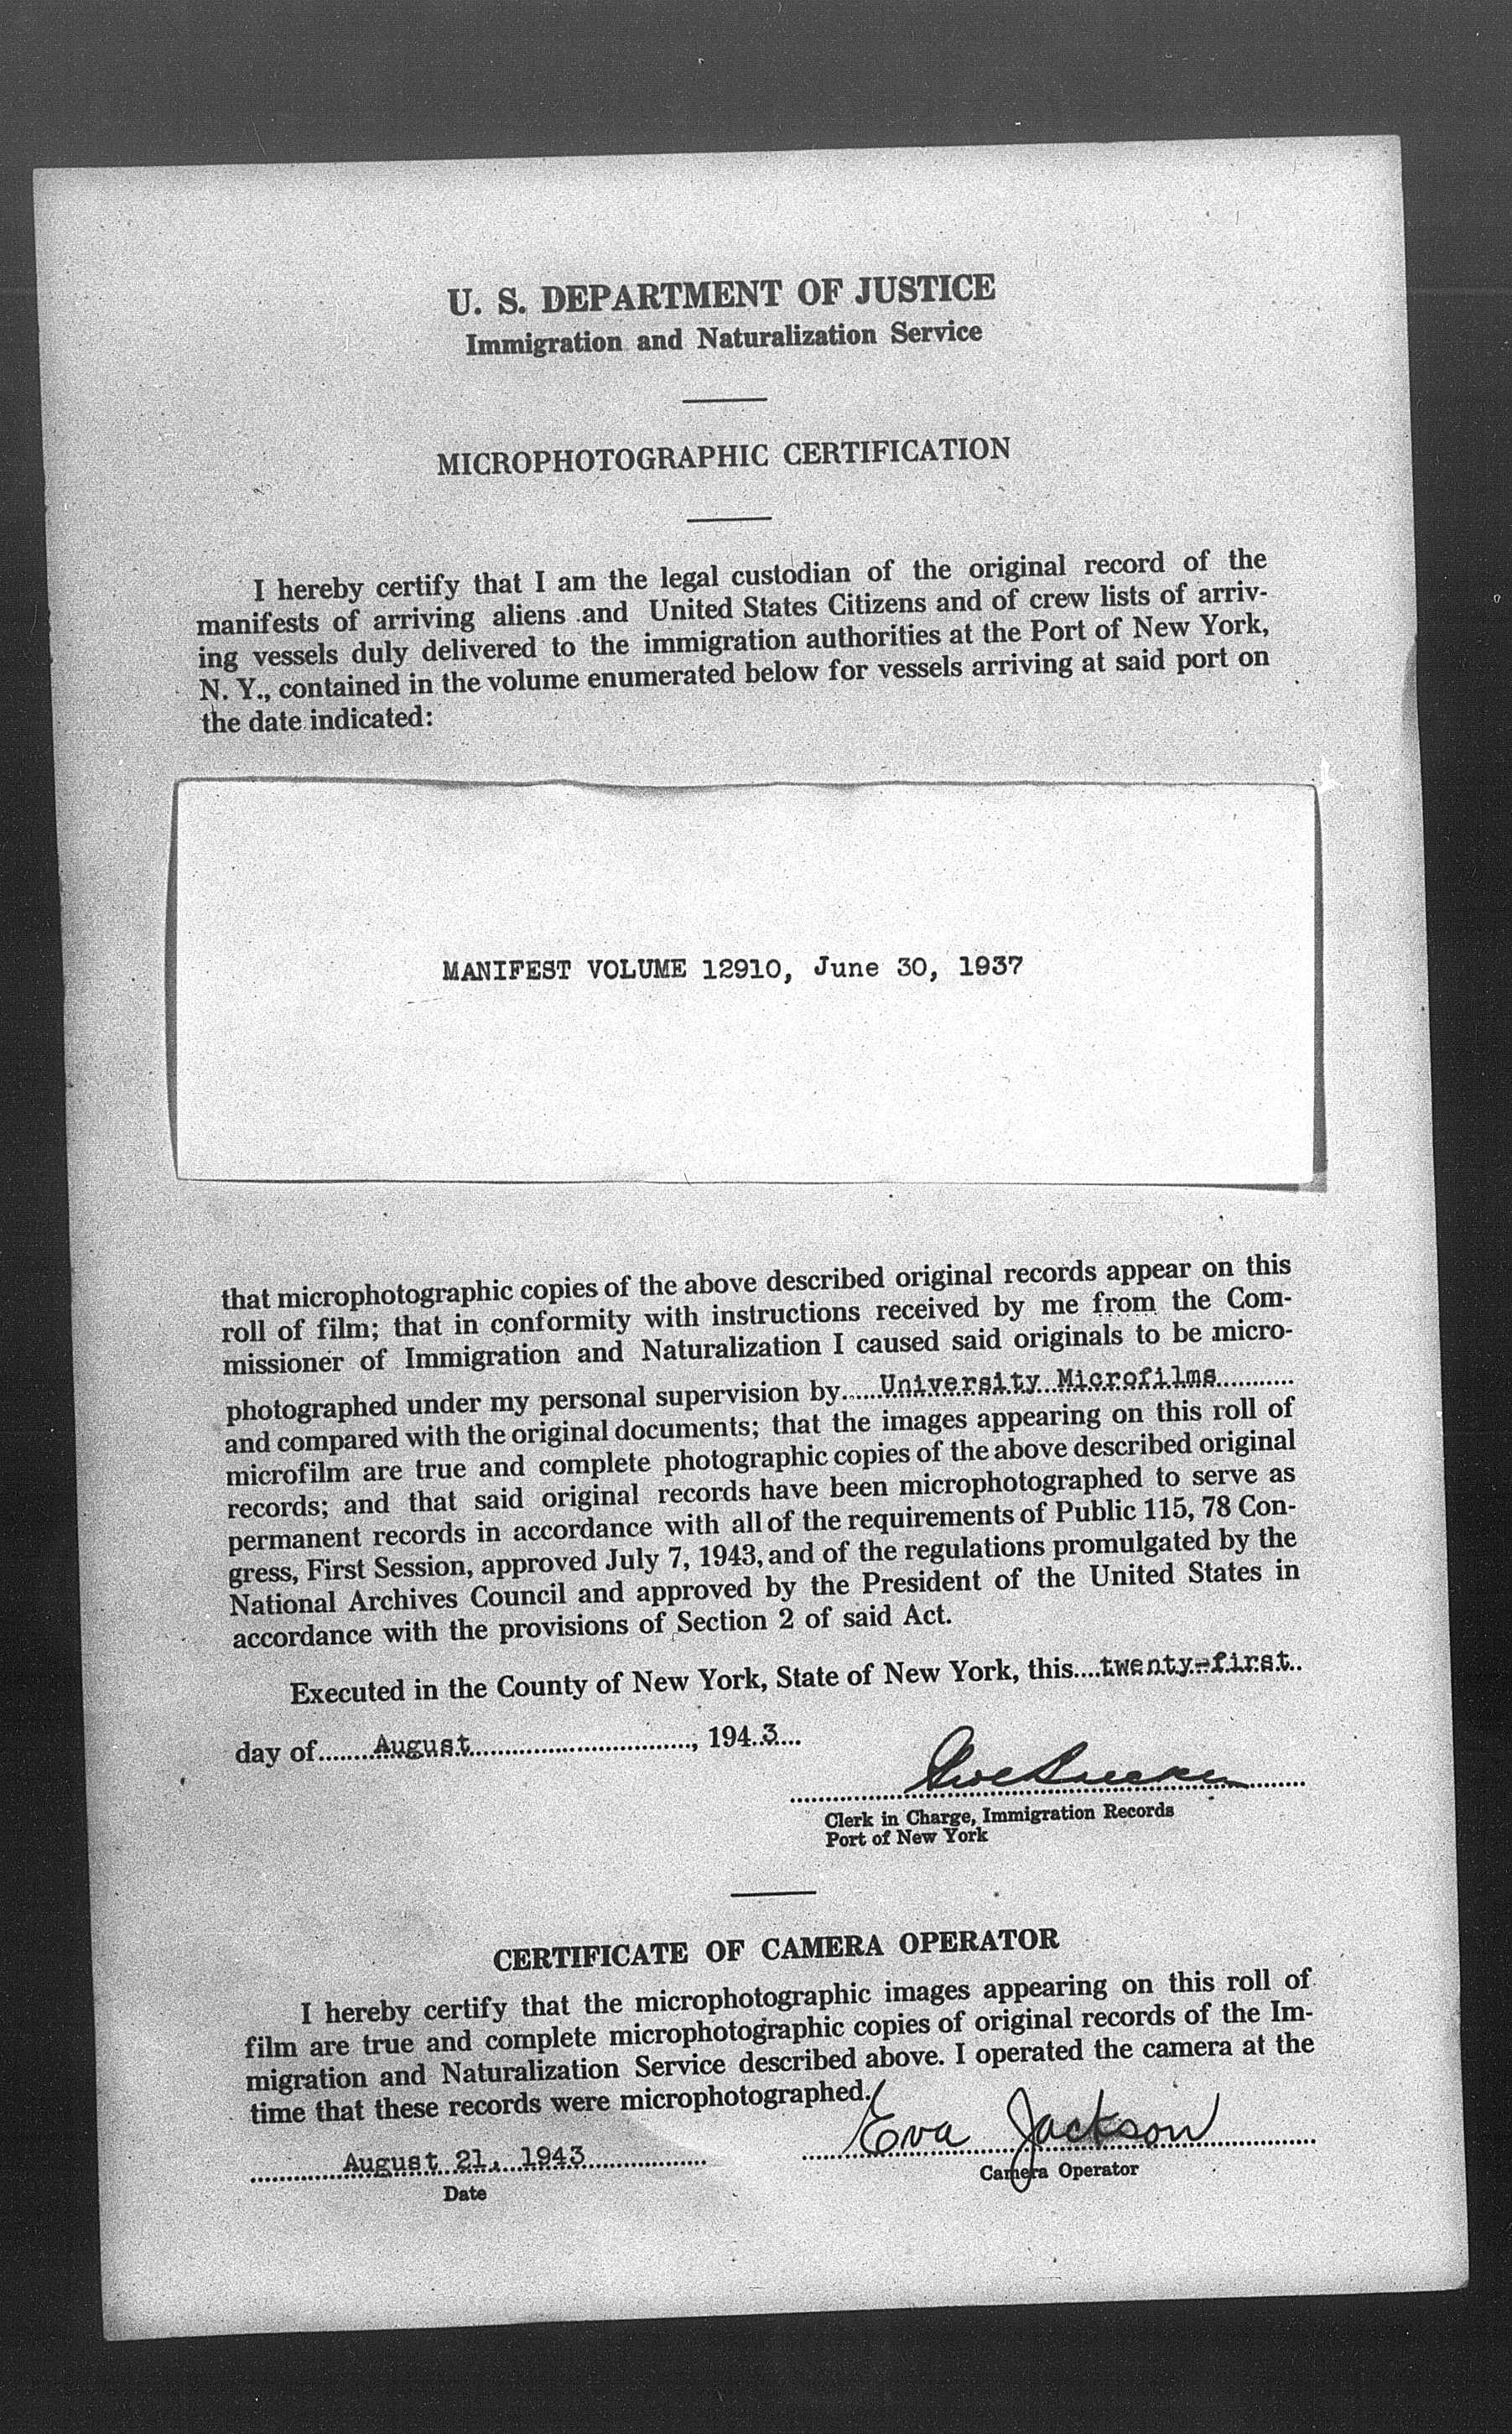 U. S. DEPARTMENT OF JUSTICE
Immigration and Naturalization Service
MICROPHOTOGRAPHIC CERTIFICATION
I hereby certify that I am the legal custodian of the original record of the
manifests of arriving aliens and United States Citizens and of crew lists of arriv-
ing vessels duly delivered to the immigration authorities at the Port of New York,
N. Y., contained in the volume enumerated below for vessels arriving at said port on
the date indicated:
MANIFEST VOLUME 12910, June 30, 1937
that microphotographic copies of the above described original records appear on this
roll of film; that in conformity with instructions received by me from the Com-
missioner of Immigration and Naturalization I caused said originals to be micro-
photographed under my personal supervision by University Microfilms
and compared with the original documents; that the images appearing on this roll of
microfilm are true and complete photographic copies of the above described original
records; and that said original records have been microphotographed to serve as
permanent records in accordance with all of the requirements of Public 115, 78 Con-
gress, First Session, approved July 7, 1943, and of the regulations promulgated by the
National Archives Council and approved by the President of the United States in
accordance with the provisions of Section 2 of said Act.
Executed in the County of New York, State of New York, this twenty-first
day of August, 1943
Clerk in Charge, Immigration Records
Port of New York
CERTIFICATE OF CAMERA OPERATOR
I hereby certify that the microphotographic images appearing on this roll of
film are true and complete microphotographic copies of original records of the Im-
migration and Naturalization Service described above. I operated the camera at the
time that these records were microphotographed.
Eva Jackson
August 21, 1943
Camera Operator
Date